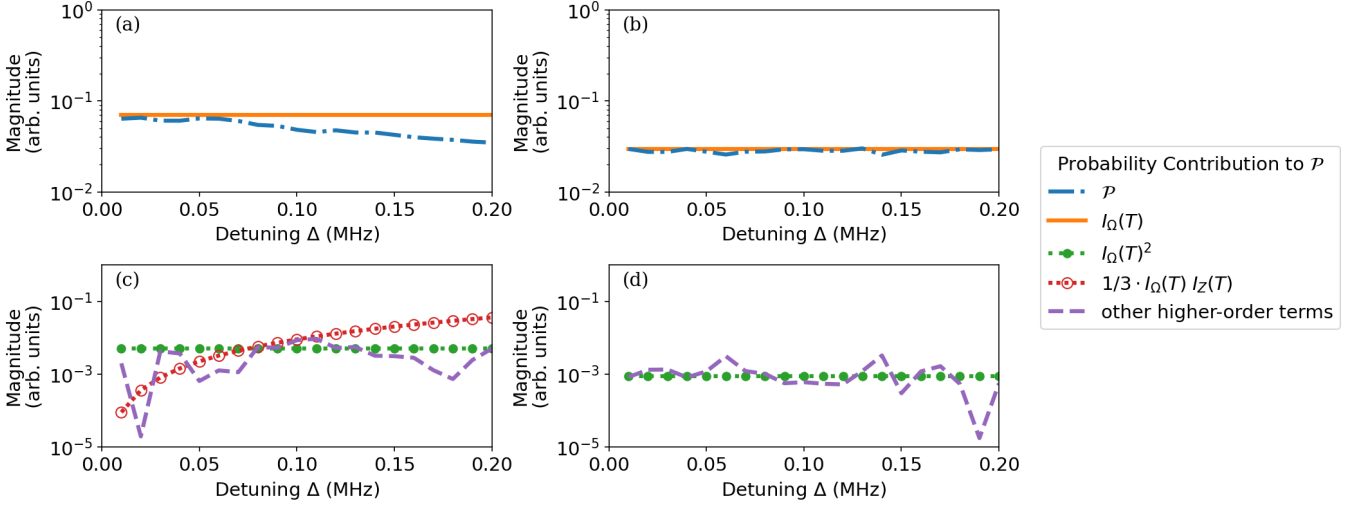 (a)
Magnitude
(arb. units)
10⁰
10⁻¹
10⁻²
0.00 0.05 0.10 0.15 0.20
Detuning Δ (MHz)
(b)
Magnitude
(arb. units)
10⁰
10⁻¹
10⁻²
0.00 0.05 0.10 0.15 0.20
Detuning Δ (MHz)
(c)
Magnitude
(arb. units)
10⁻¹
10⁻³
10⁻⁵
0.00 0.05 0.10 0.15 0.20
Detuning Δ (MHz)
(d)
Magnitude
(arb. units)
10⁻¹
10⁻³
10⁻⁵
0.00 0.05 0.10 0.15 0.20
Detuning Δ (MHz)
Probability Contribution to 𝒫
𝒫
I_Ω(T)
I_Ω(T)²
1/3 · I_Ω(T) I_Z(T)
other higher-order terms